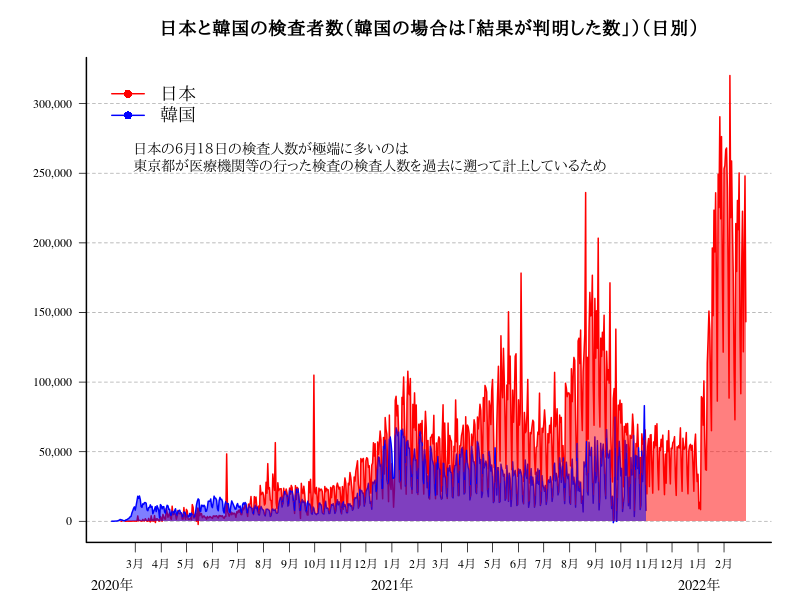 日本と韓国の検査者数（韓国の場合は「結果が判明した数」）（日別）
日本
韓国
日本の6月18日の検査人数が極端に多いのは
東京都が医療機関等の行った検査の検査人数を過去に遡って計上しているため
300,000
250,000
200,000
150,000
100,000
50,000
0
3月 4月 5月 6月 7月 8月 9月 10月 11月 12月 1月 2月 3月 4月 5月 6月 7月 8月 9月 10月 11月 12月 1月 2月
2020年 2021年 2022年